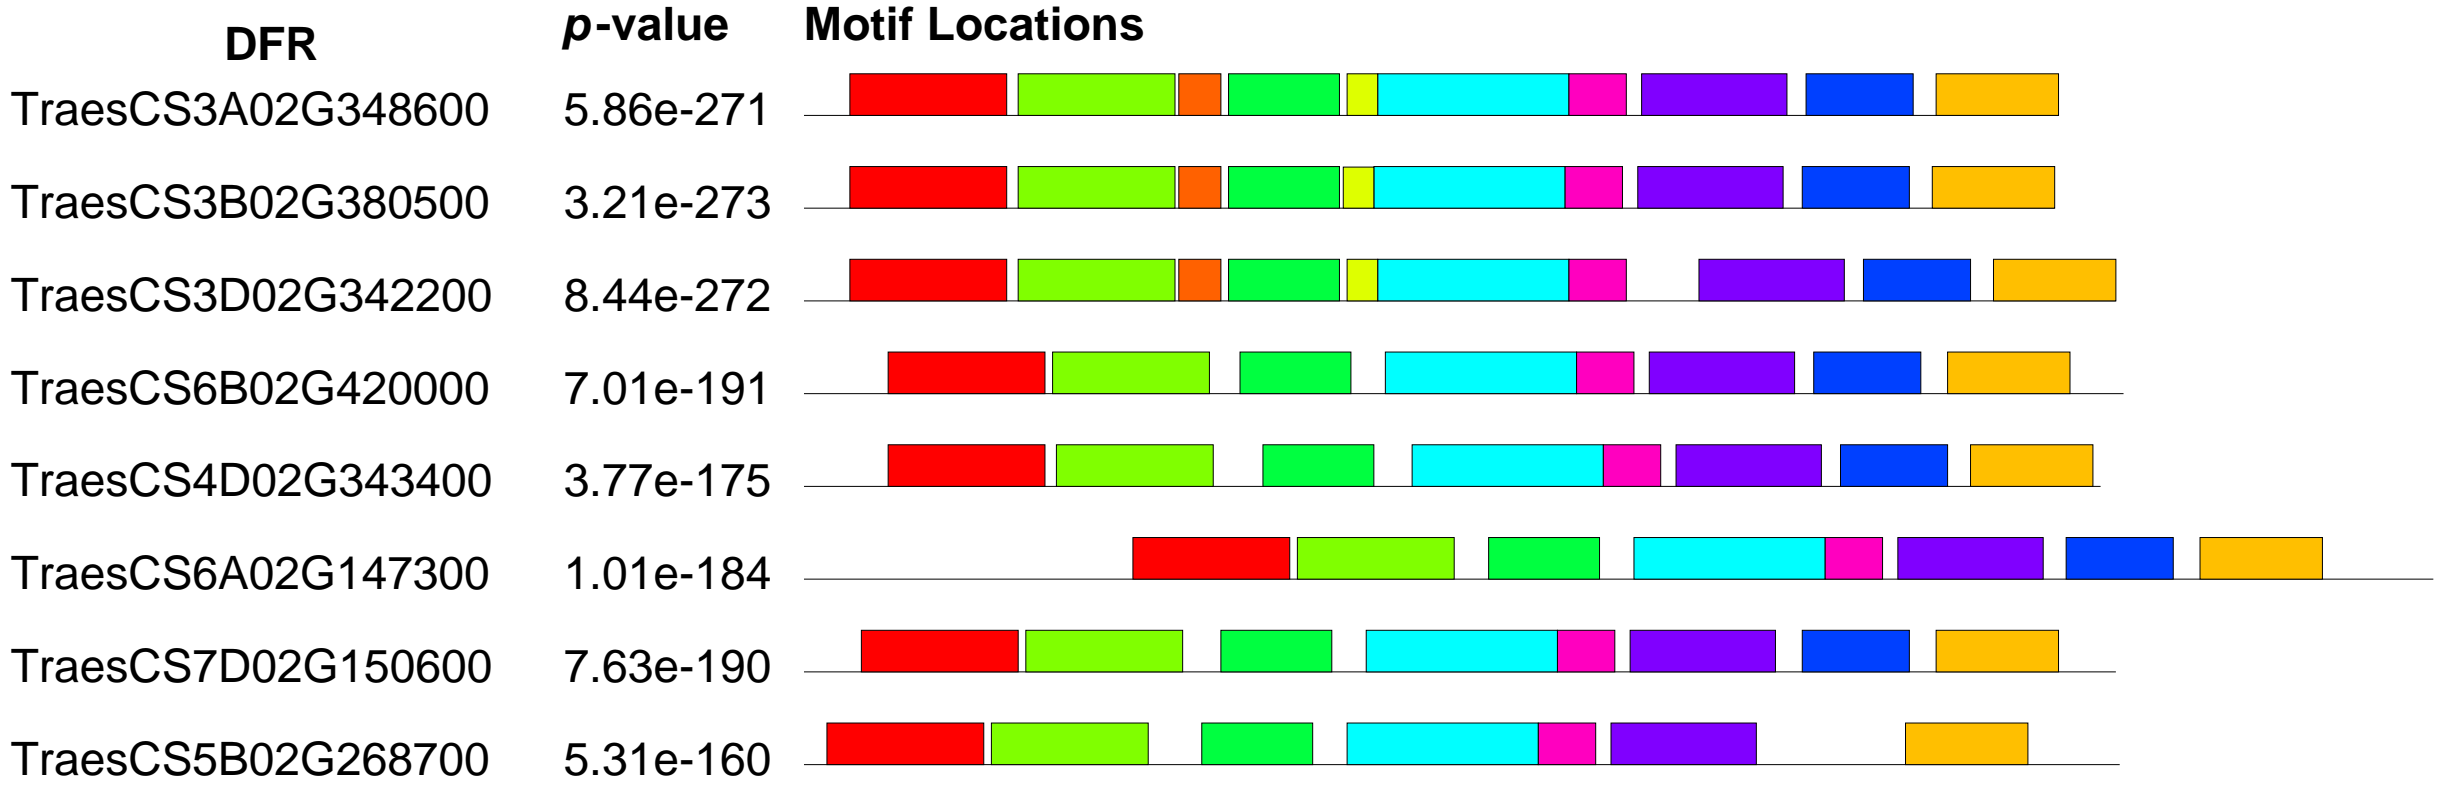 DFR p-value Motif Locations
TraesCS3A02G348600 5.86e-271
TraesCS3B02G380500 3.21e-273
TraesCS3D02G342200 8.44e-272
TraesCS6B02G420000 7.01e-191
TraesCS4D02G343400 3.77e-175
TraesCS6A02G147300 1.01e-184
TraesCS7D02G150600 7.63e-190
TraesCS5B02G268700 5.31e-160